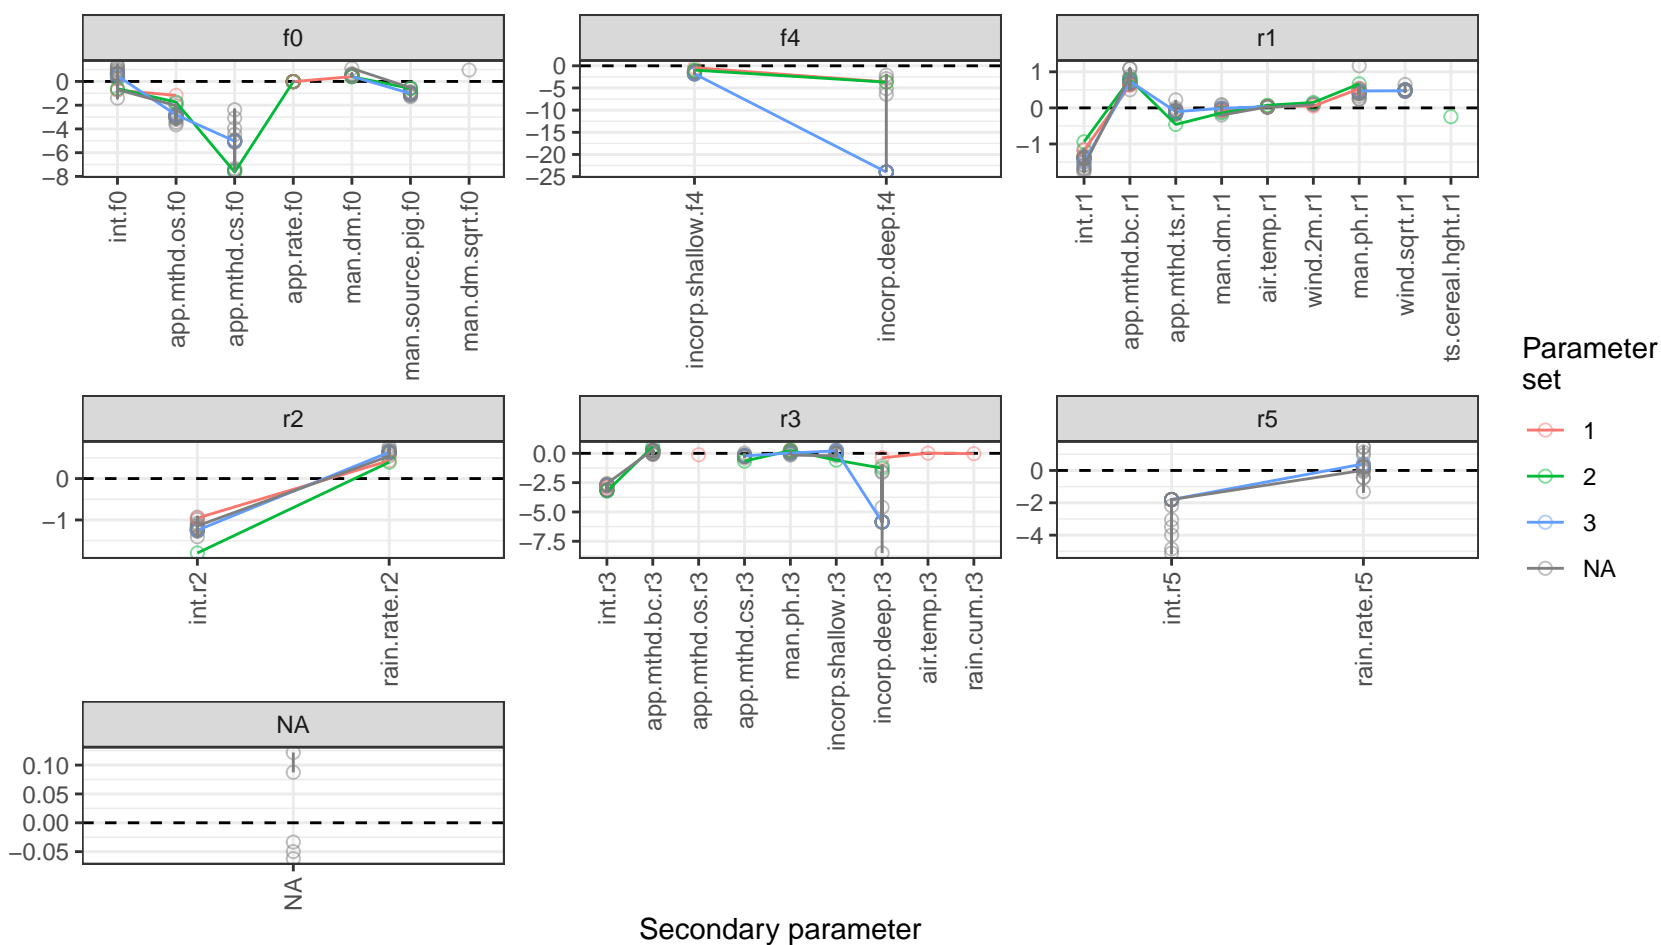 f0
f4
r1
0
−2
−4
−6
−8
0
−5
−10
−15
−20
−25
1
0
−1
int.f0
app.mthd.os.f0
app.mthd.cs.f0
app.rate.f0
man.dm.f0
man.source.pig.f0
man.dm.sqrt.f0
incorp.shallow.f4
incorp.deep.f4
int.r1
app.mthd.bc.r1
app.mthd.ts.r1
man.dm.r1
air.temp.r1
wind.2m.r1
man.ph.r1
wind.sqrt.r1
ts.cereal.hght.r1
r2
r3
r5
0
−1
0.0
−2.5
−5.0
−7.5
0
−2
−4
int.r2
rain.rate.r2
int.r3
app.mthd.bc.r3
app.mthd.os.r3
app.mthd.cs.r3
man.ph.r3
incorp.shallow.r3
incorp.deep.r3
air.temp.r3
rain.cum.r3
int.r5
rain.rate.r5
NA
0.10
0.05
0.00
−0.05
NA
Secondary parameter
Parameter
set
1
2
3
NA